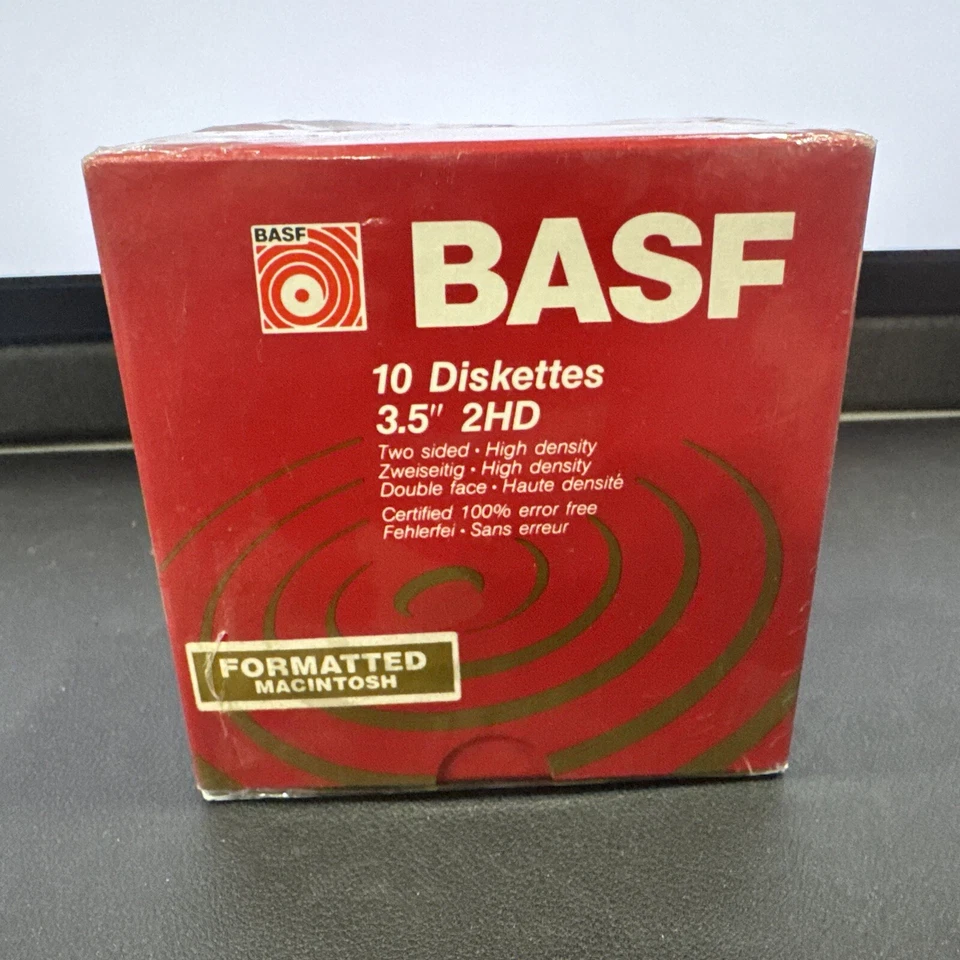 BASF
BASF
10 Diskettes
3.5" 2HD
Two sided • High density
Zweiseitig • High density
Double face • Haute densité
Certified 100% error free
Fehlerfei • Sans erreur
FORMATTED
MACINTOSH